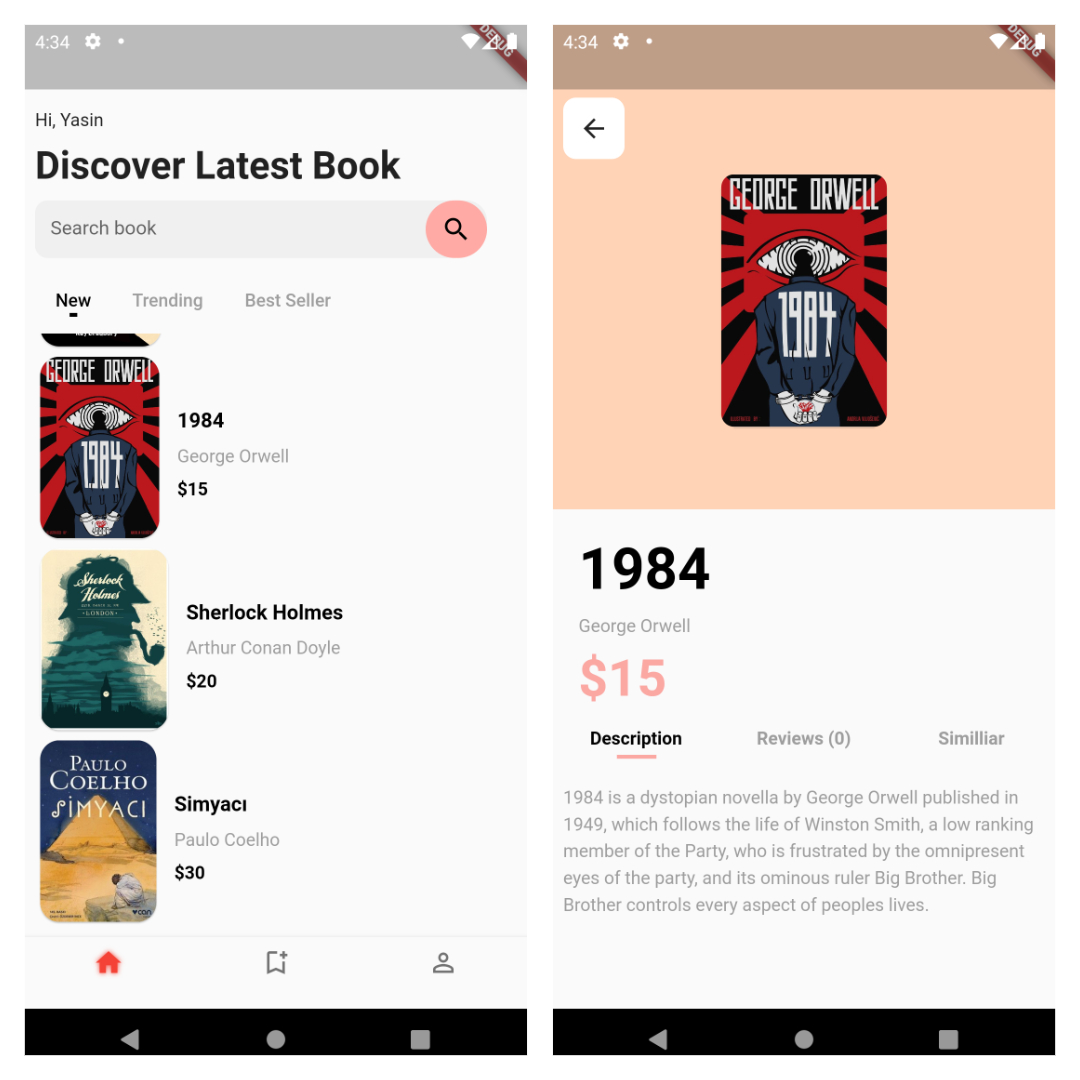 4:34
DEBUG
Hi, Yasin
Discover Latest Book
Search book
New
Trending
Best Seller
GEORGE ORWELL
1984
1984
George Orwell
$15
Sherlock
Holmes
LONDON
Sherlock Holmes
Arthur Conan Doyle
$20
PAULO
COELHO
SİMYACI
can
Simyacı
Paulo Coelho
$30
4:34
DEBUG
GEORGE ORWELL
1984
1984
George Orwell
$15
Description
Reviews (0)
Similliar
1984 is a dystopian novella by George Orwell published in
1949, which follows the life of Winston Smith, a low ranking
member of the Party, who is frustrated by the omnipresent
eyes of the party, and its ominous ruler Big Brother. Big
Brother controls every aspect of peoples lives.